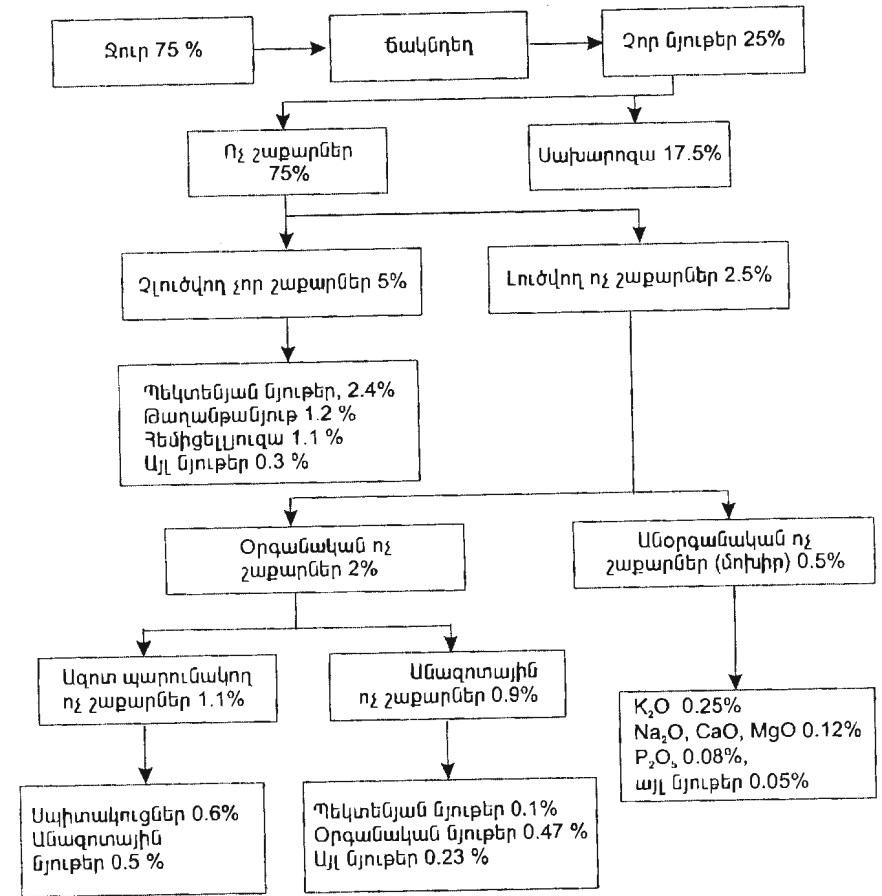 Ջուր 75 %
ճակնդեղ
Չոր նյութեր 25%
Ոչ շաքարներ
75%
Սախարոզա 17.5%
Չլուծվող չոր շաքարներ 5%
Լուծվող ոչ շաքարներ 2.5%
Պեկտենյան նյութեր, 2.4%
Թաղանթանյութ 1.2 %
Հեմիցելլյուզա 1.1 %
Այլ նյութեր 0.3 %
Օրգանական ոչ
շաքարներ 2%
Անօրգանական ոչ
շաքարներ (մոխիր) 0.5%
Ազոտ պարունակող
ոչ շաքարներ 1.1%
Անազոտային
ոչ շաքարներ 0.9%
K₂O 0.25%
Na₂O, CaO, MgO 0.12%
P₂O₅ 0.08%,
այլ նյութեր 0.05%
Սպիտակուցներ 0.6%
Անազոտային
նյութեր 0.5 %
Պեկտենյան նյութեր 0.1%
Օրգանական նյութեր 0.47 %
Այլ նյութեր 0.23 %